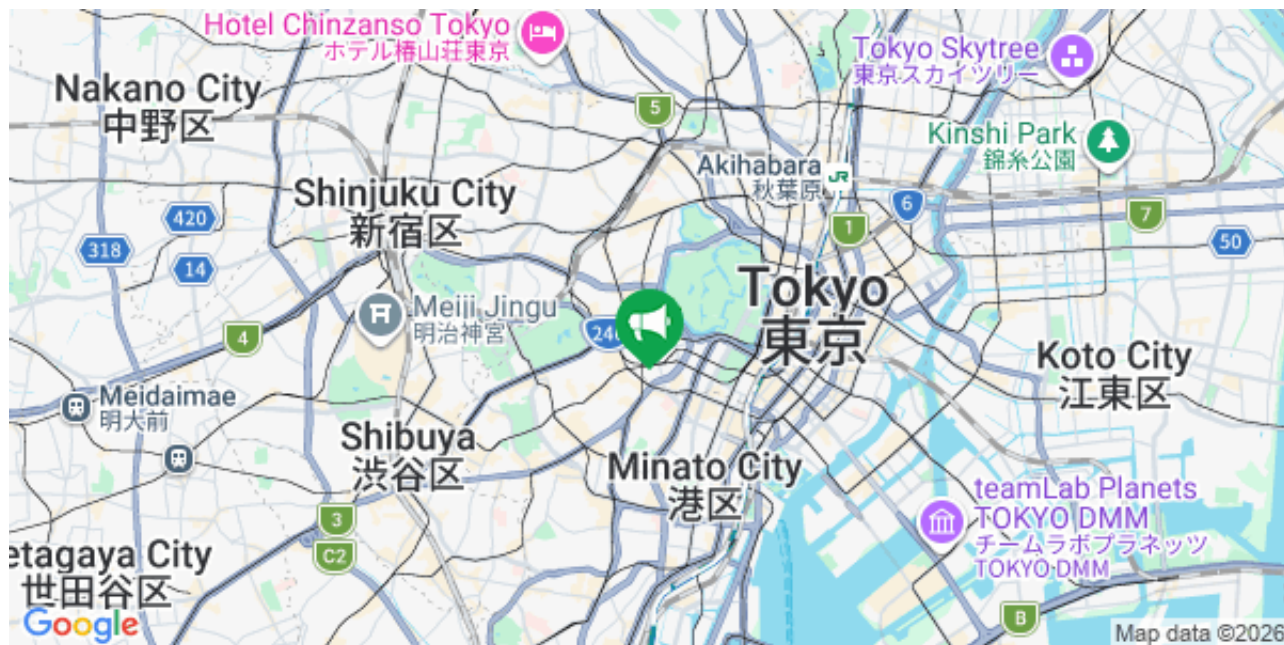 Hotel Chinzanso Tokyo
ホテル椿山荘東京
Tokyo Skytree
東京スカイツリー
Nakano City
中野区
5
Kinshi Park
錦糸公園
Akihabara
秋葉原
JR
Shinjuku City
新宿区
420
6
7
318
14
1
50
Tokyo
東京
Meiji Jingu
明治神宮
246
4
Koto City
江東区
Meidaimae
明大前
Shibuya
渋谷区
Minato City
港区
teamLab Planets
TOKYO DMM
チームラボプラネッツ
TOKYO DMM
3
C2
etagaya City
世田谷区
B
Google
Map data ©2026